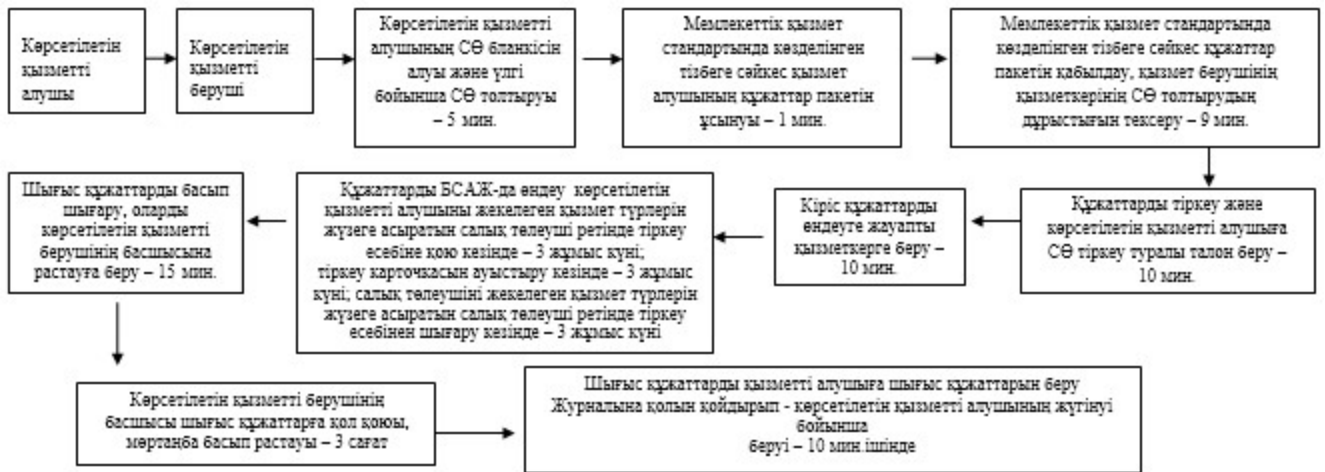 Көрсетілетін
қызметті
алушы
Көрсетілетін
қызметті
беруші
Көрсетілетін қызметті
алушының СӨ бланкісін
алуы және үлгі
бойынша СӨ толтыруы
– 5 мин.
Мемлекеттік қызмет
стандартында көзделінген
тізбеге сәйкес қызмет
алушының құжаттар пакетін
ұсынуы – 1 мин.
Мемлекеттік қызмет стандартында
көзделінген тізбеге сәйкес құжаттар
пакетін қабылдау, қызмет берушінің
қызметкерінің СӨ толтырудың
дұрыстығын тексеру – 9 мин.
Құжаттарды тіркеу және
көрсетілетін қызметті алушыға
СӨ тіркеу туралы талон беру –
10 мин.
Кіріс құжаттарды
өңдеуге жауапты
қызметкерге беру –
10 мин.
Құжаттарды БСАЖ-да өңдеу көрсетілетін
қызметті алушыны жекелеген қызмет түрлерін
жүзеге асыратын салық төлеуші ретінде тіркеу
есебіне қою кезінде – 3 жұмыс күні;
тіркеу карточкасын ауыстыру кезінде – 3 жұмыс
күні; салық төлеушіні жекелеген қызмет түрлерін
жүзеге асыратын салық төлеуші ретінде тіркеу
есебінен шығару кезінде – 3 жұмыс күні
Шығыс құжаттарды басып
шығару, оларды
көрсетілетін қызметті
берушінің басшысына
растауға беру – 15 мин.
Көрсетілетін қызметті берушінің
басшысы шығыс құжаттарға қол қоюы,
мөртаңба басып растауы – 3 сағат
Шығыс құжаттарды қызметті алушыға шығыс құжаттарын беру
Журналына қолын қойдырып - көрсетілетін қызметті алушының жүгінуі
бойынша
беруі – 10 мин.ішінде